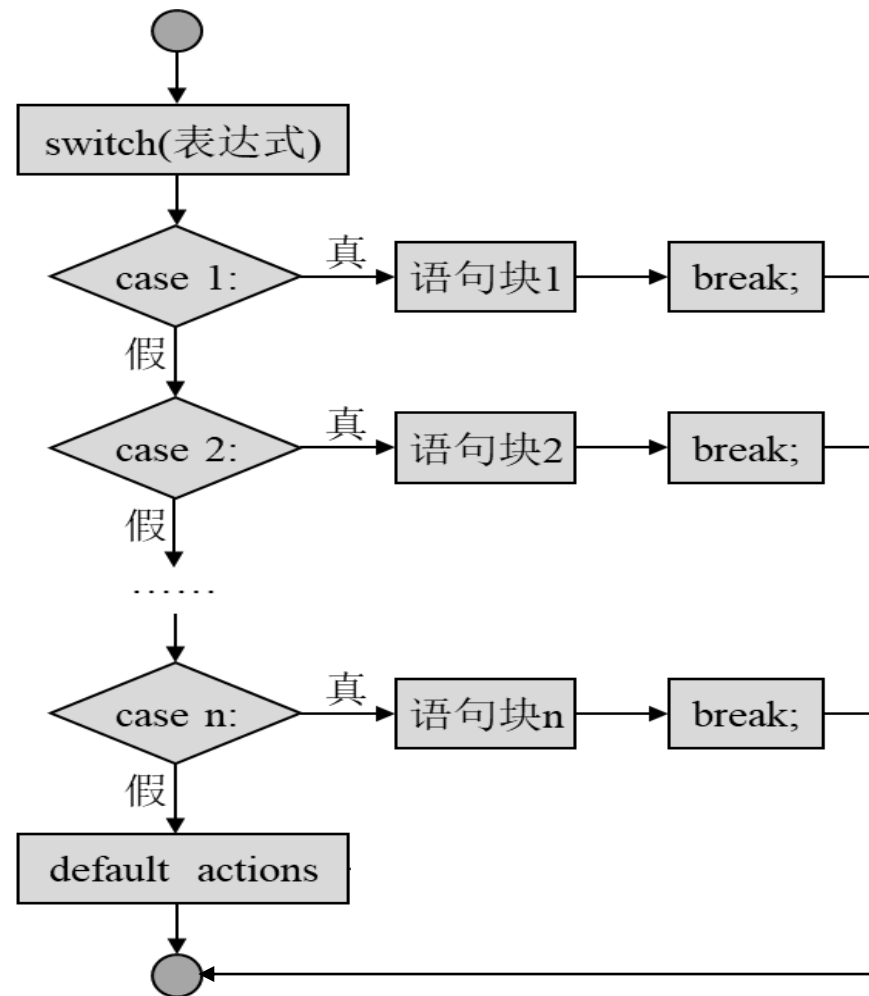 switch(表达式)
case 1:
真
语句块1
break;
假
case 2:
真
语句块2
break;
假
……
case n:
真
语句块n
break;
假
default actions